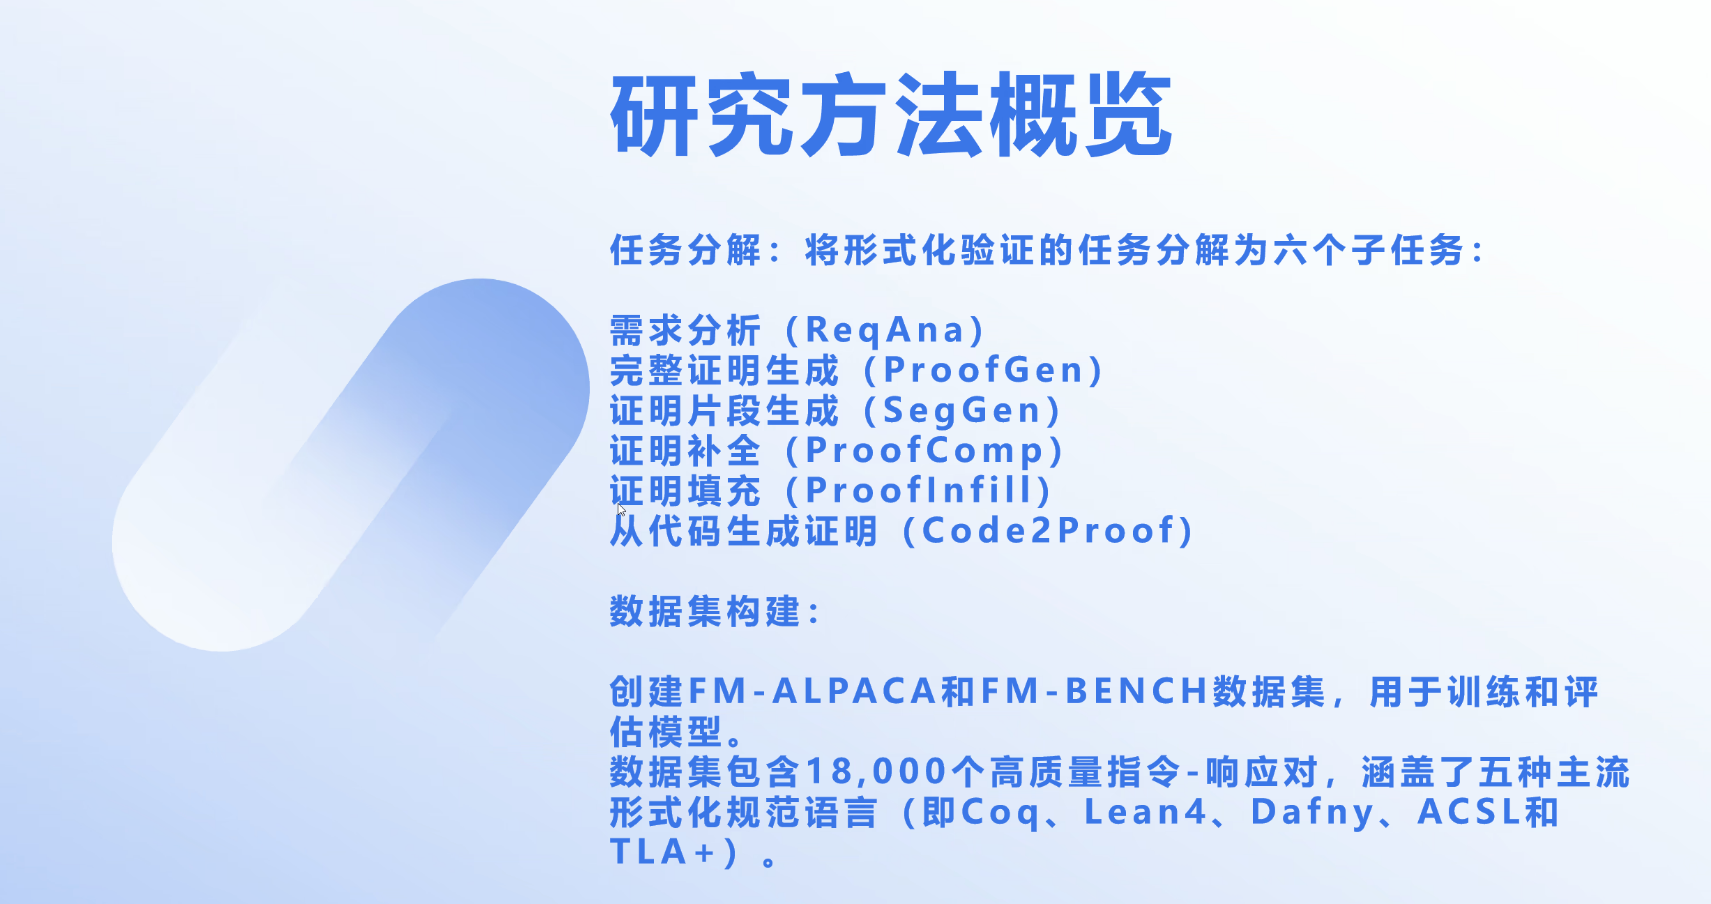 研究方法概览
任务分解：将形式化验证的任务分解为六个子任务：
需求分析（ReqAna）
完整证明生成（ProofGen）
证明片段生成（SegGen）
证明补全（ProofComp）
证明填充（ProofInfill）
从代码生成证明（Code2Proof）
数据集构建：
创建FM-ALPACA和FM-BENCH数据集，用于训练和评
估模型。
数据集包含18,000个高质量指令-响应对，涵盖了五种主流
形式化规范语言（即Coq、Lean4、Dafny、ACSL和
TLA+）。